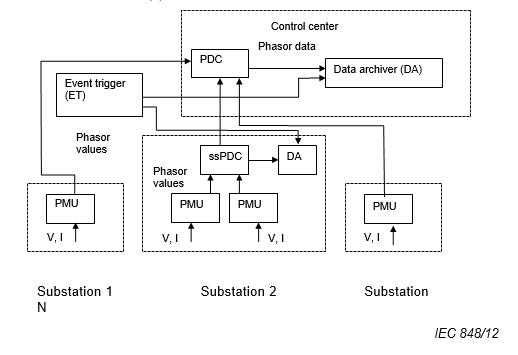 Control center
Phasor data
PDC
Data archiver (DA)
Event trigger
(ET)
Phasor
values
ssPDC
DA
Phasor
values
PMU
PMU
PMU
PMU
V, I
V, I
V, I
V, I
Substation 1
N
Substation 2
Substation
IEC 848/12